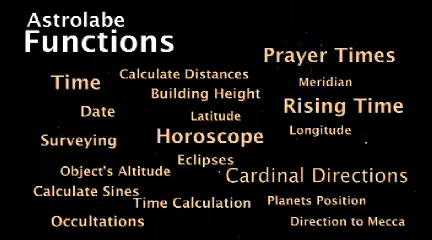 Astrolabe
Functions
Prayer Times
Time
Calculate Distances
Meridian
Building Height
Date
Latitude
Rising Time
Surveying
Horoscope
Longitude
Eclipses
Object's Altitude
Cardinal Directions
Calculate Sines
Time Calculation
Planets Position
Occultations
Direction to Mecca